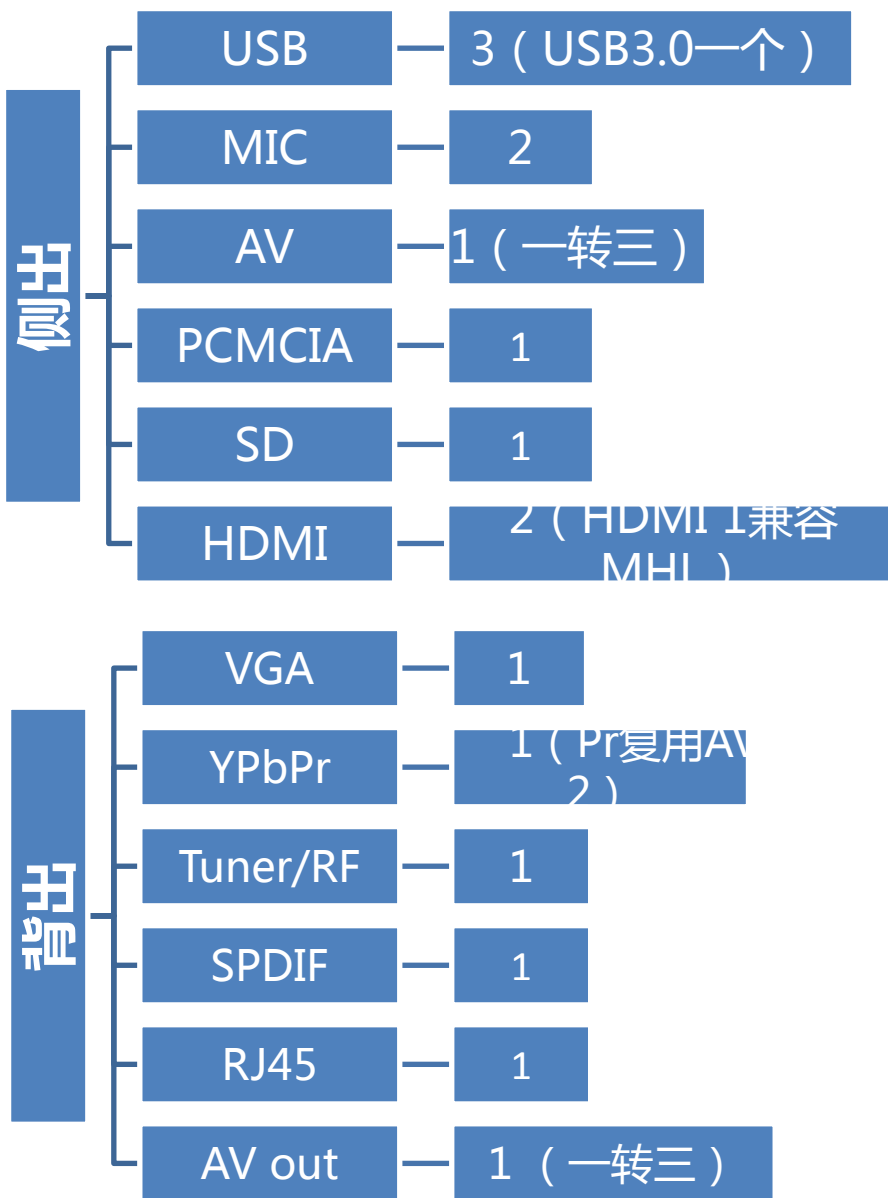 侧出
USB
3（USB3.0一个）
MIC
2
AV
1（一转三）
PCMCIA
1
SD
1
HDMI
2（HDMI 1兼容
MHL）
背出
VGA
1
YPbPr
1（Pr复用AV
2）
Tuner/RF
1
SPDIF
1
RJ45
1
AV out
1 （一转三）